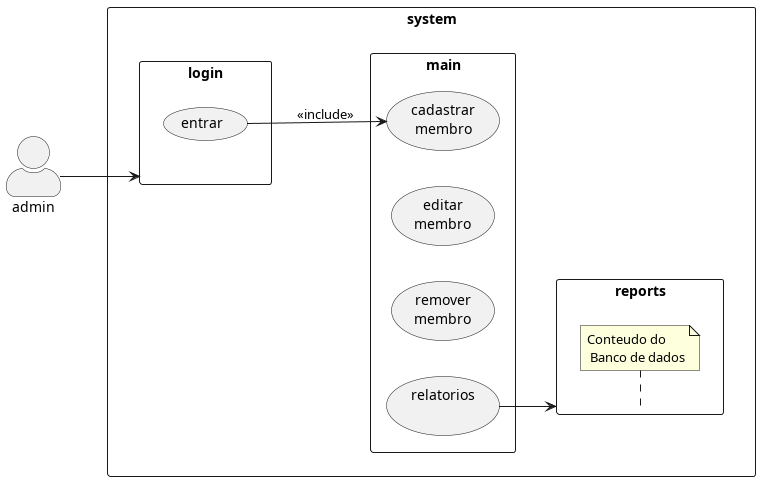 system
login
main
entrar
«include»
cadastrar
membro
admin
editar
membro
remover
membro
relatorios
reports
Conteudo do
Banco de dados